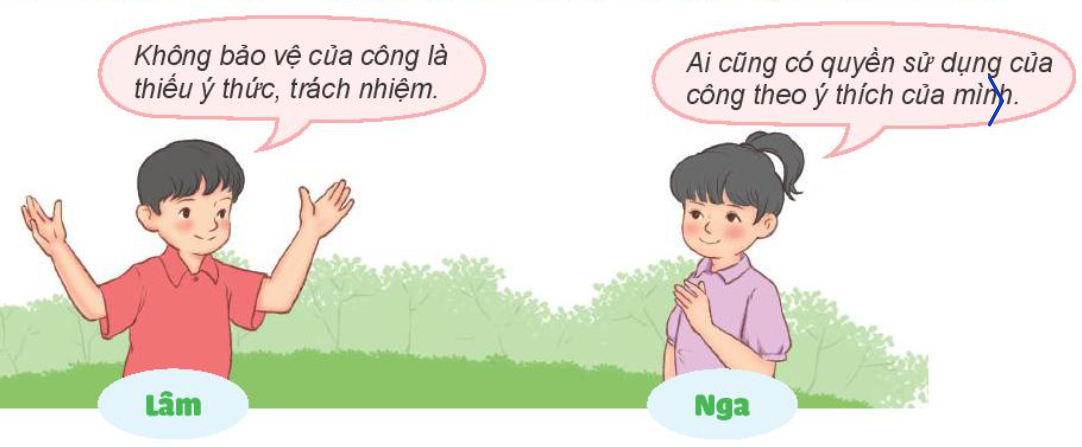 Không bảo vệ của công là
thiếu ý thức, trách nhiệm.
Ai cũng có quyền sử dụng của
công theo ý thích của mình.
Lâm
Nga